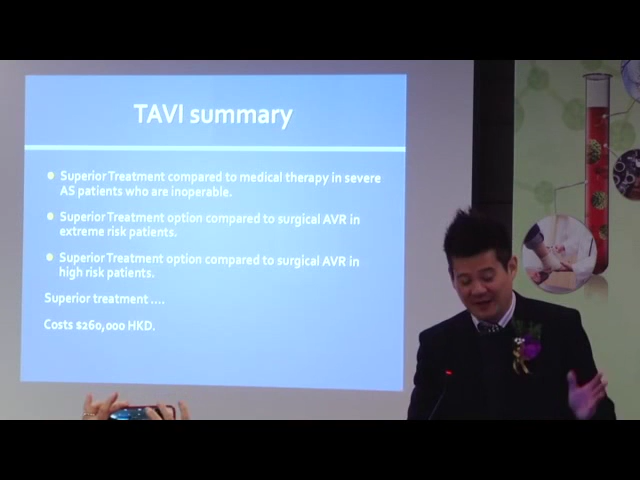 TAVI summary
Superior Treatment compared to medical therapy in severe
AS patients who are inoperable.
Superior Treatment option compared to surgical AVR in
extreme risk patients.
Superior Treatment option compared to surgical AVR in
high risk patients.
Superior treatment ....
Costs $260,000 HKD.